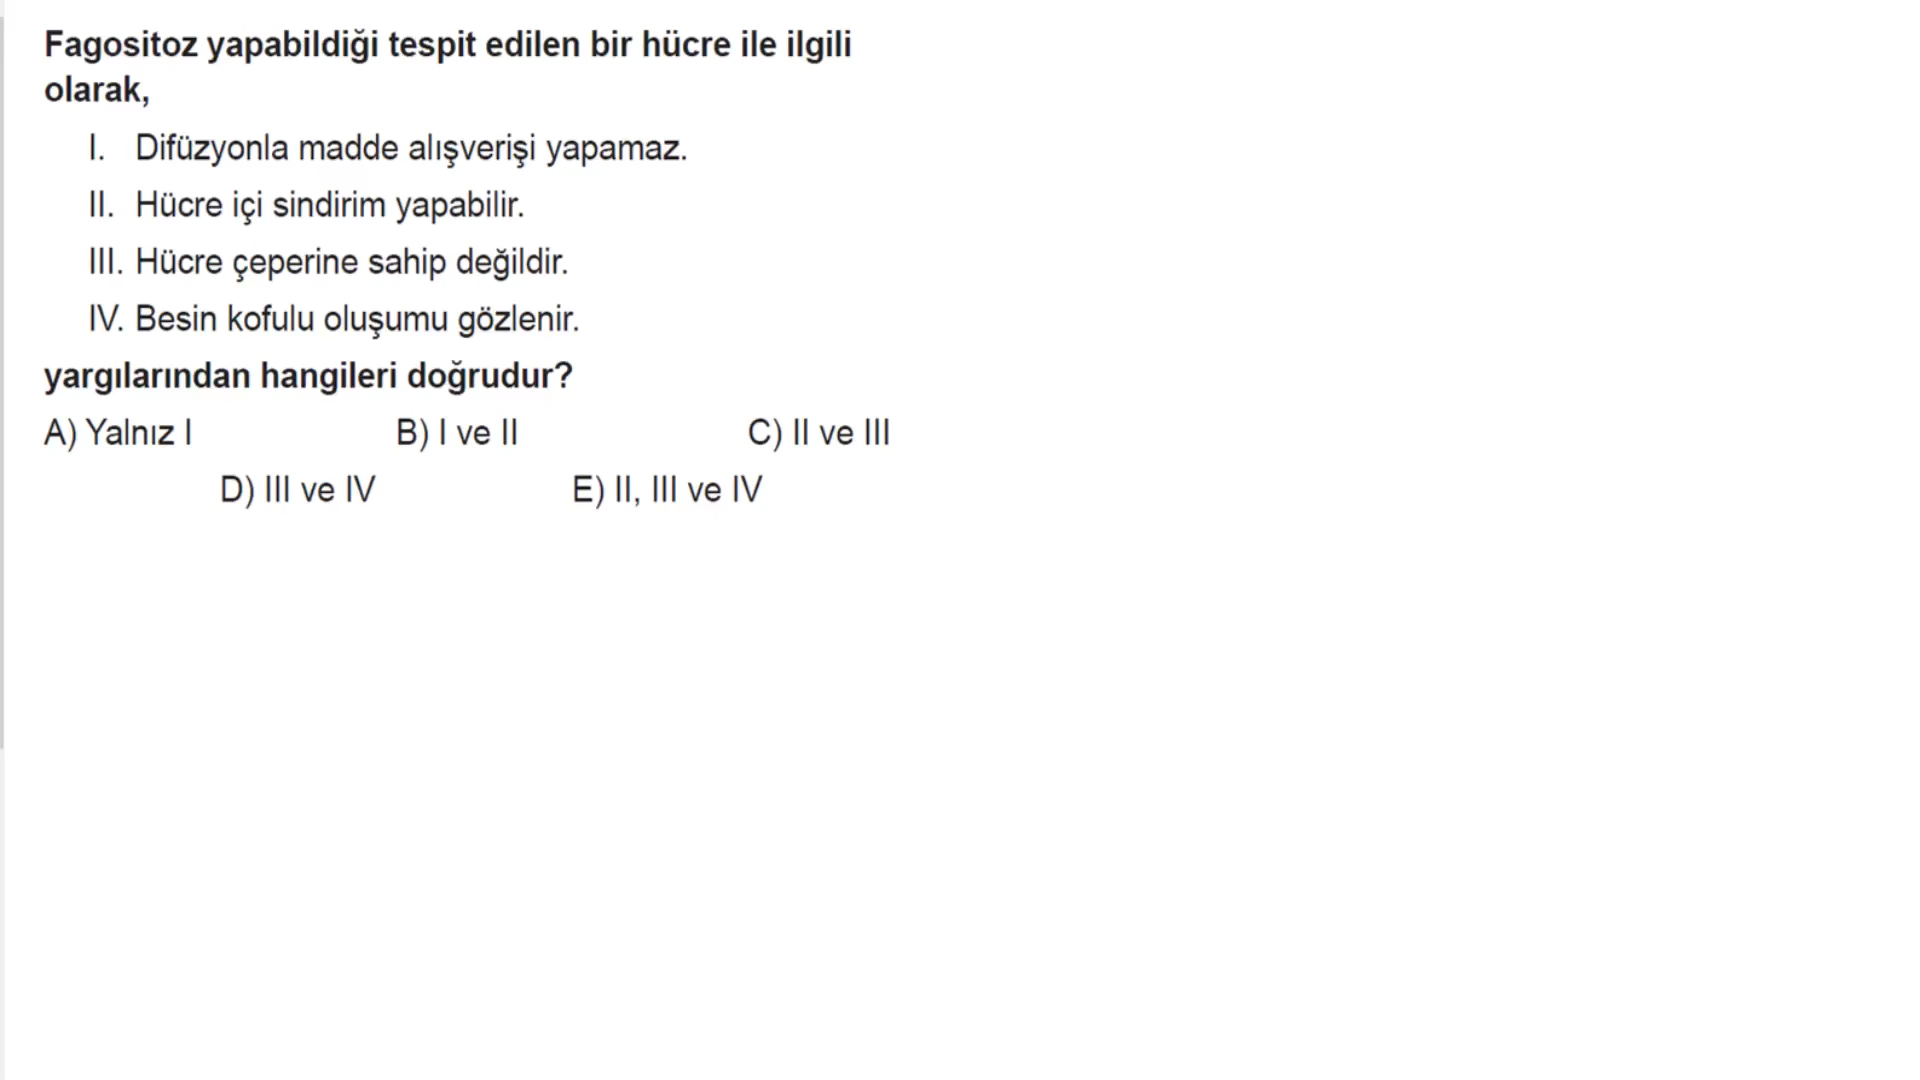 Fagositoz yapabildiği tespit edilen bir hücre ile ilgili
olarak,
I. Difüzyonla madde alışverişi yapamaz.
II. Hücre içi sindirim yapabilir.
III. Hücre çeperine sahip değildir.
IV. Besin kofulu oluşumu gözlenir.
yargılarından hangileri doğrudur?
A) Yalnız I B) I ve II C) II ve III
D) III ve IV E) II, III ve IV